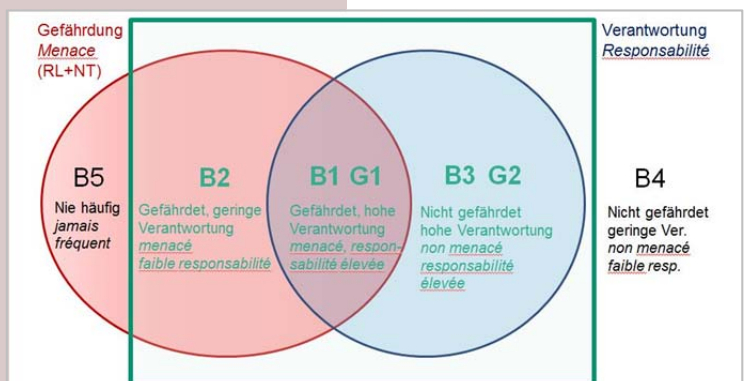 Gefährdung
Menace
(RL+NT)
Verantwortung
Responsabilité
B5
Nie häufig
jamais
fréquent
B2
Gefährdet, geringe
Verantwortung
menacé
faible responsabilité
B1 G1
Gefährdet, hohe
Verantwortung
menacé, respon-
sabilité élevée
B3 G2
Nicht gefährdet
hohe Verantwortung
non menacé
responsabilité
élevée
B4
Nicht gefährdet
geringe Ver.
non menacé
faible resp.